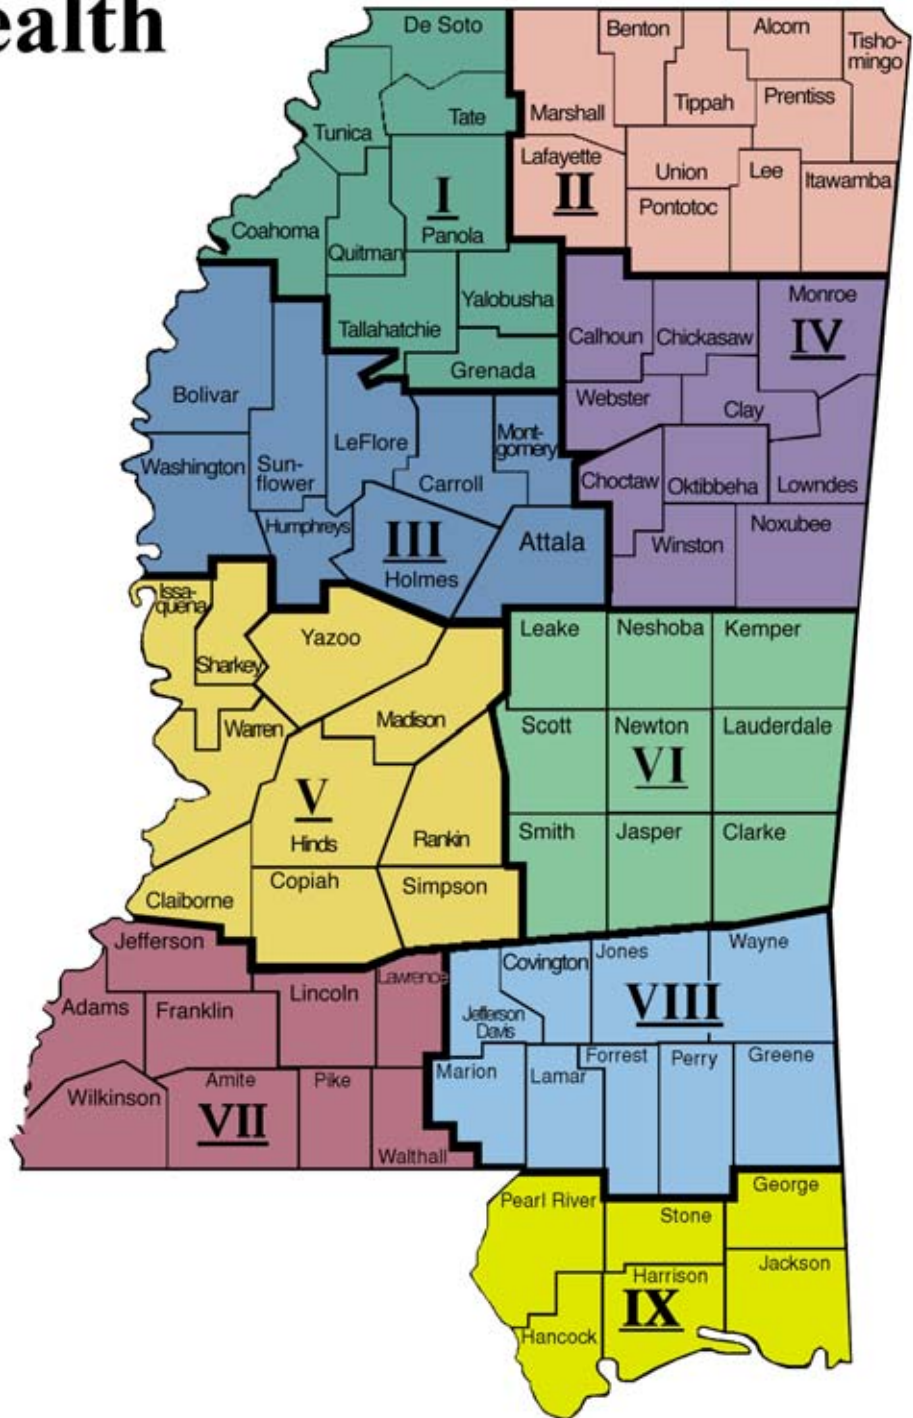 ealth
De Soto
Benton
Alcorn
Tisho-
mingo
Marshall
Tippah
Prentiss
Tate
Tunica
Lafayette
Union
Lee
Itawamba
I
II
Pontotoc
Coahoma
Panola
Quitman
Yalobusha
Monroe
Tallahatchie
Calhoun
Chickasaw
IV
Grenada
Bolivar
Webster
Clay
LeFlore
Mont-
gomery
Washington
Sun-
flower
Carroll
Choctaw
Oktibbeha
Lowndes
Humphreys
III
Attala
Noxubee
Winston
Holmes
Issa-
quena
Yazoo
Leake
Neshoba
Kemper
Sharkey
Madison
Warren
Scott
Newton
Lauderdale
VI
V
Hinds
Rankin
Smith
Jasper
Clarke
Copiah
Simpson
Claiborne
Jefferson
Wayne
Jones
Covington
Lawrence
Lincoln
VIII
Adams
Franklin
Jefferson
Davis
Forrest
Perry
Greene
Marion
Lamar
Amite
Pike
Wilkinson
VII
Walthall
George
Pearl River
Stone
Jackson
Harrison
IX
Hancock